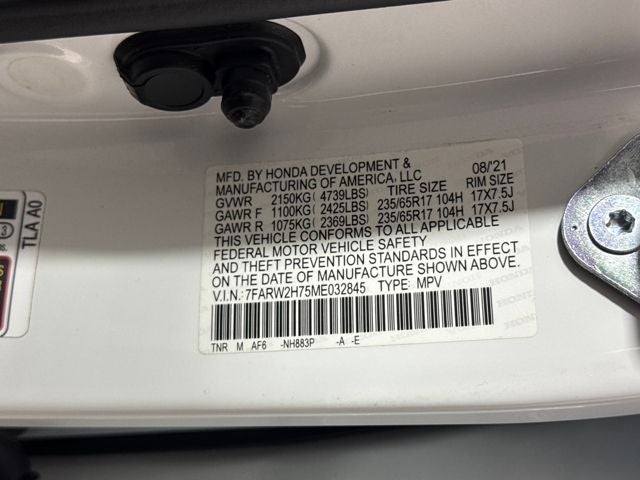 MFD. BY HONDA DEVELOPMENT & 08/'21
MANUFACTURING OF AMERICA, LLC
GVWR 2150KG( 4739LBS) TIRE SIZE RIM SIZE
GAWR F 1100KG( 2425LBS) 235/65R17 104H 17X7.5J
GAWR R 1075KG( 2369LBS) 235/65R17 104H 17X7.5J
THIS VEHICLE CONFORMS TO ALL APPLICABLE
FEDERAL MOTOR VEHICLE SAFETY
AND THEFT PREVENTION STANDARDS IN EFFECT
ON THE DATE OF MANUFACTURE SHOWN ABOVE.
V.I.N.: 7FARW2H75ME032845 TYPE: MPV
TNR M AF6 -NH883P -A -E
TLA A0